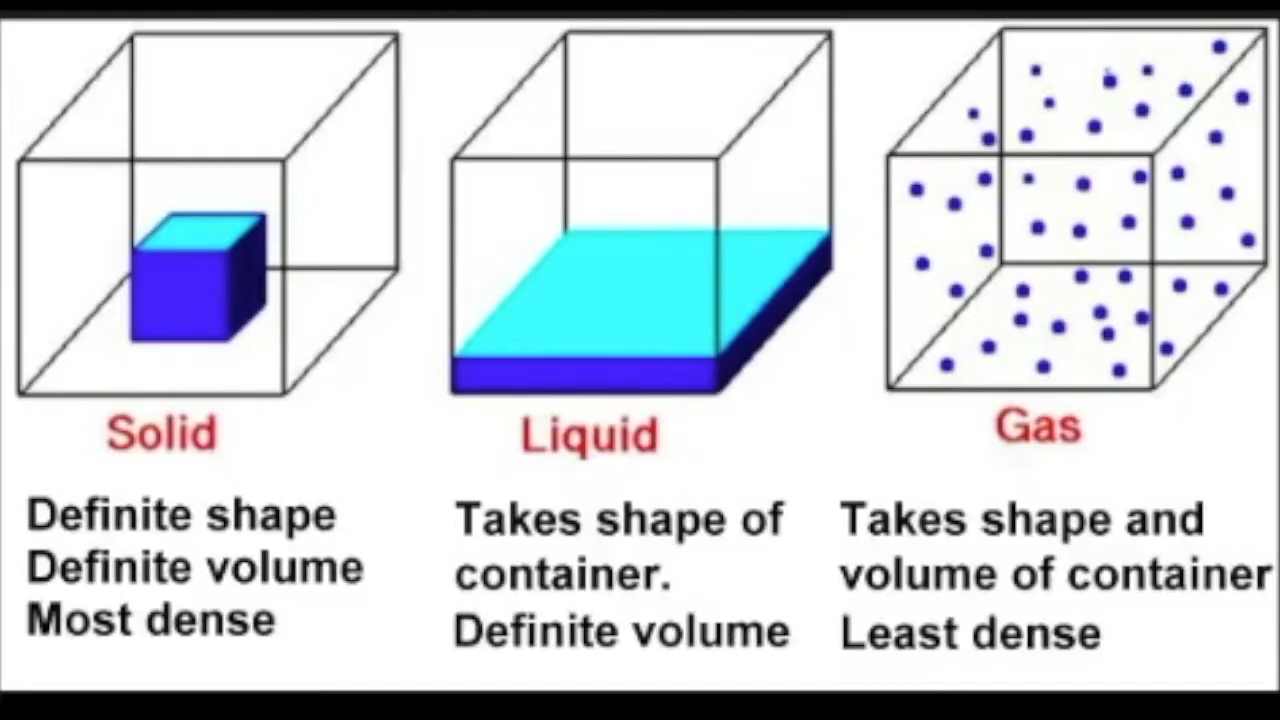 Solid
Definite shape
Definite volume
Most dense
Liquid
Takes shape of
container.
Definite volume
Gas
Takes shape and
volume of container
Least dense